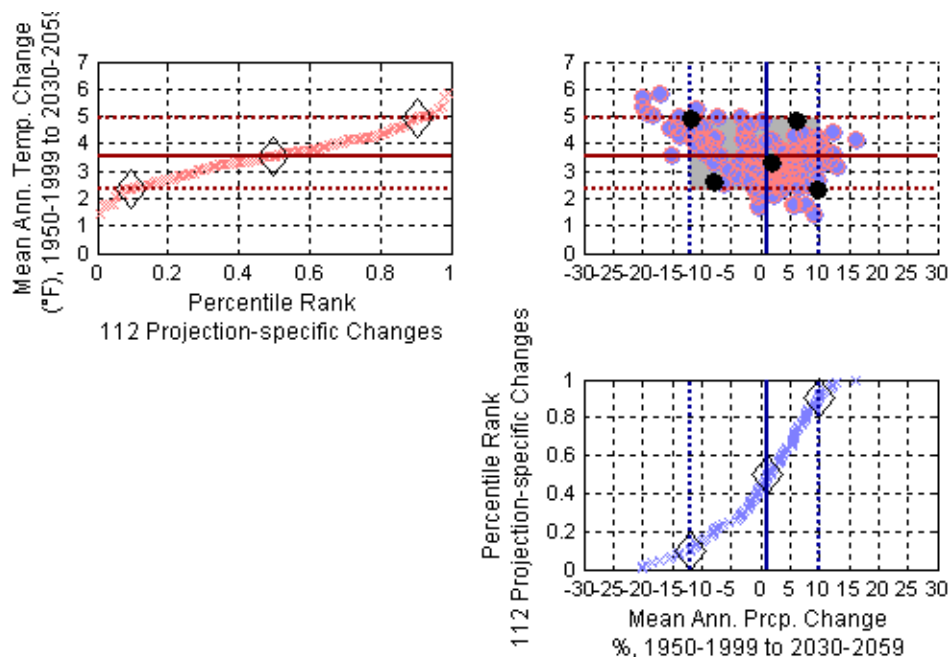 Mean Ann. Temp. Change
(°F), 1950-1999 to 2030-2059
7
6
5
4
3
2
1
0
0 0.2 0.4 0.6 0.8 1
Percentile Rank
112 Projection-specific Changes
7
6
5
4
3
2
1
0
-30 -25 -20 -15 -10 -5 0 5 10 15 20 25 30
Percentile Rank
112 Projection-specific Changes
1
0.8
0.6
0.4
0.2
0
-30 -25 -20 -15 -10 -5 0 5 10 15 20 25 30
Mean Ann. Prcp. Change
%, 1950-1999 to 2030-2059